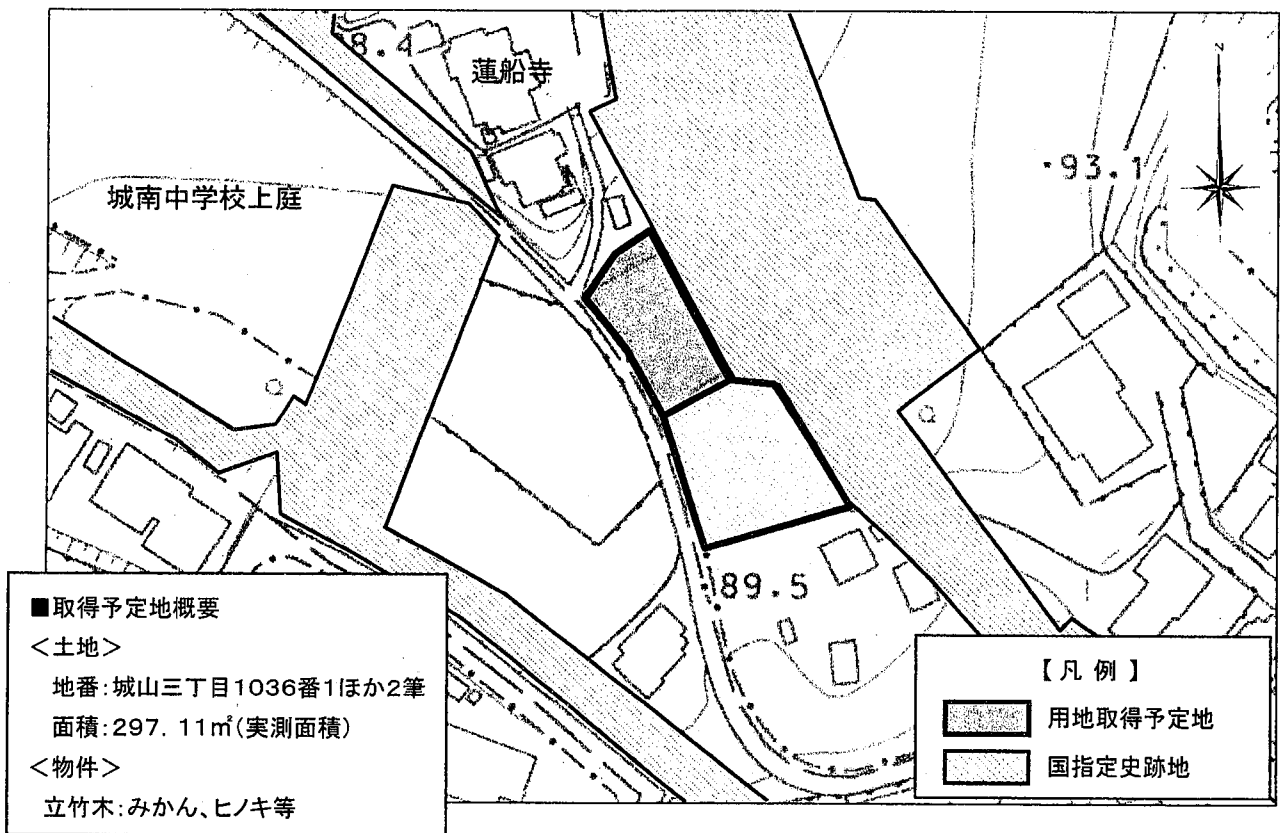 8.4
蓮船寺
N
93.1
城南中学校上庭
89.5
■取得予定地概要
<土地>
地番:城山三丁目1036番1ほか2筆
面積:297.11㎡(実測面積)
<物件>
立竹木:みかん、ヒノキ等
【凡例】
用地取得予定地
国指定史跡地